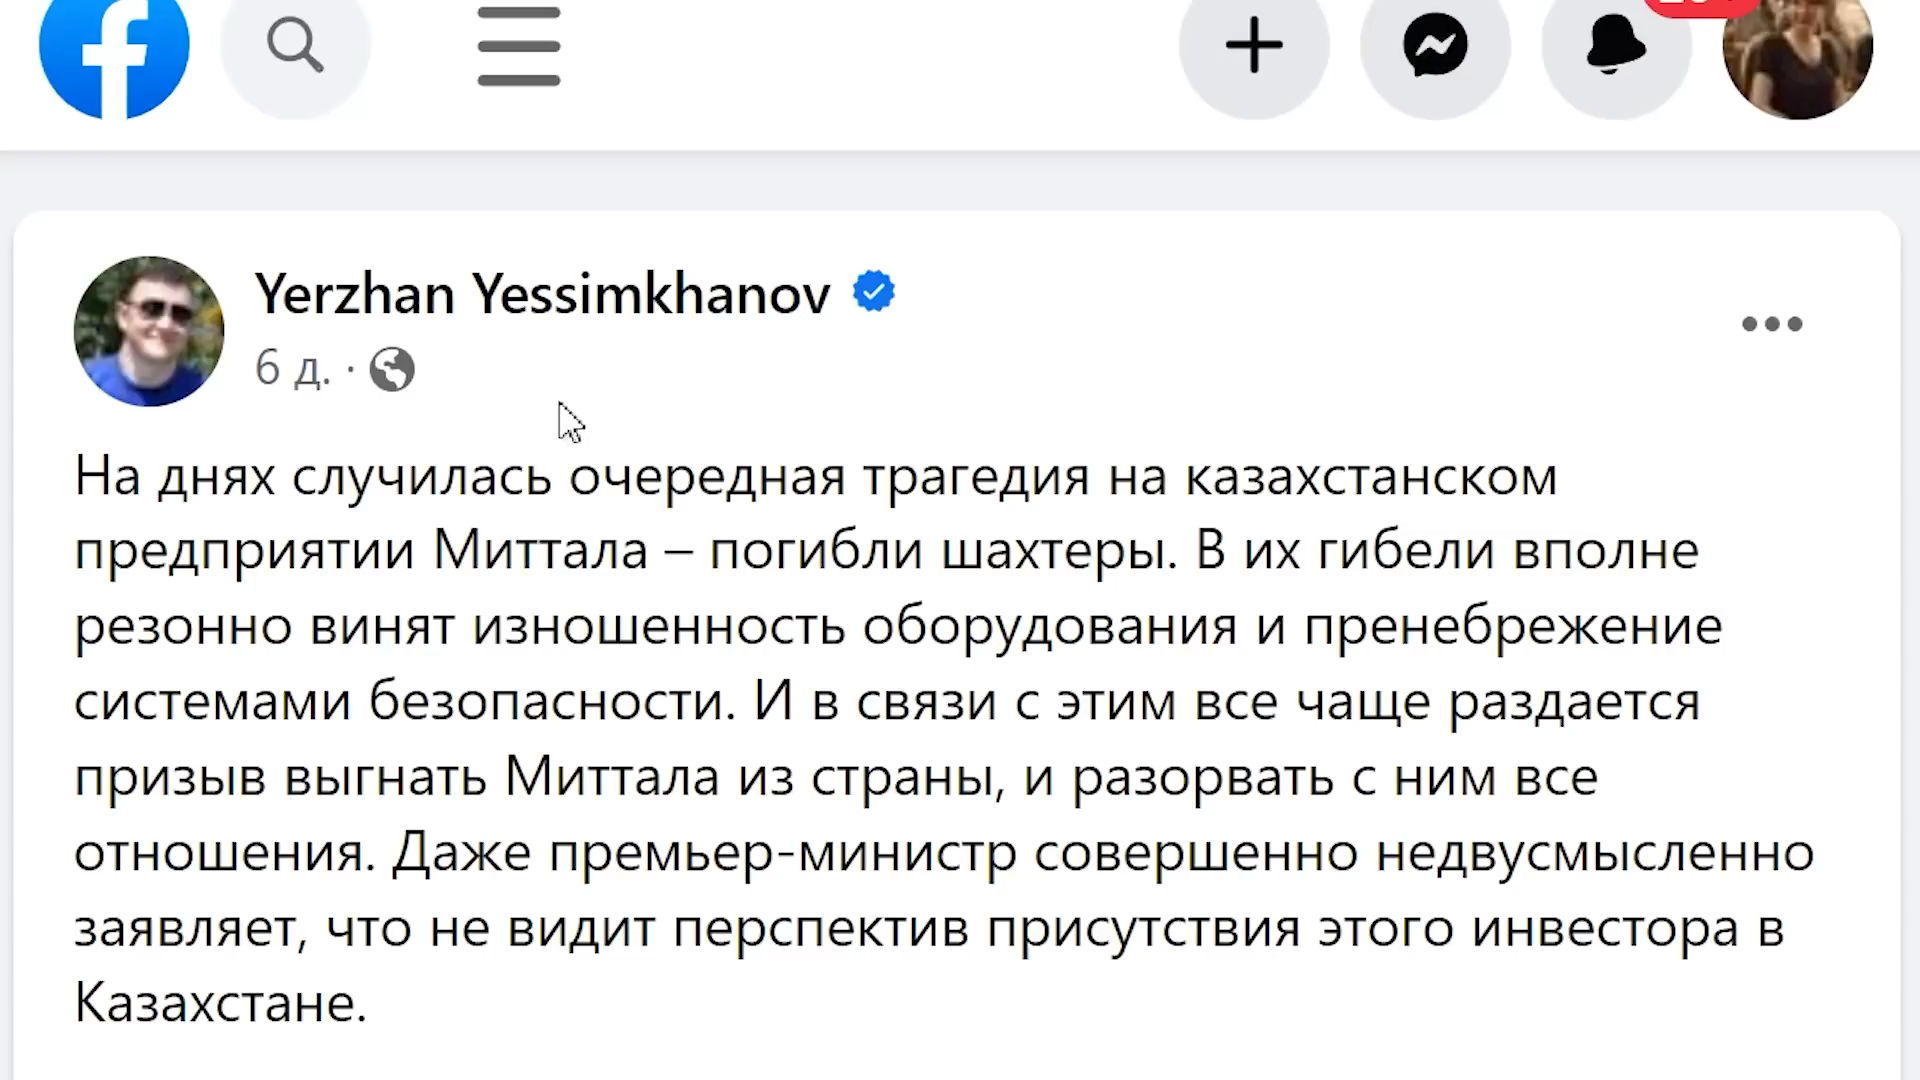 Yerzhan Yessimkhanov
6 д. ·
На днях случилась очередная трагедия на казахстанском
предприятии Миттала – погибли шахтеры. В их гибели вполне
резонно винят изношенность оборудования и пренебрежение
системами безопасности. И в связи с этим все чаще раздается
призыв выгнать Миттала из страны, и разорвать с ним все
отношения. Даже премьер-министр совершенно недвусмысленно
заявляет, что не видит перспектив присутствия этого инвестора в
Казахстане.